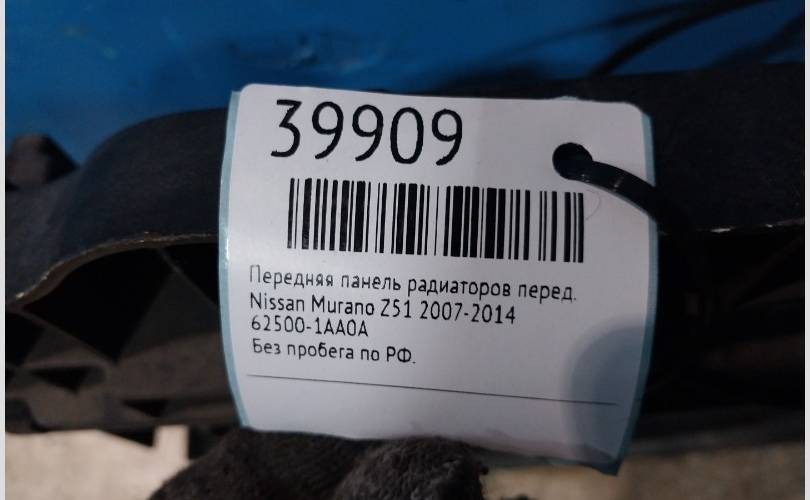 39909
Передняя панель радиаторов перед.
Nissan Murano Z51 2007-2014
62500-1AA0A
Без пробега по РФ.